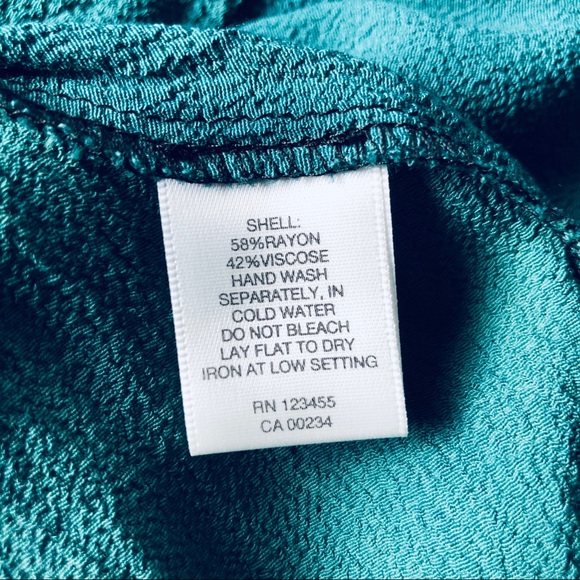 SHELL:
58%RAYON
42%VISCOSE
HAND WASH
SEPARATELY, IN
COLD WATER
DO NOT BLEACH
LAY FLAT TO DRY
IRON AT LOW SETTING
RN 123455
CA 00234